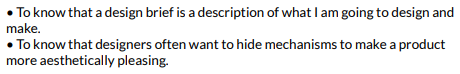 • To know that a design brief is a description of what I am going to design and
make.
• To know that designers often want to hide mechanisms to make a product
more aesthetically pleasing.